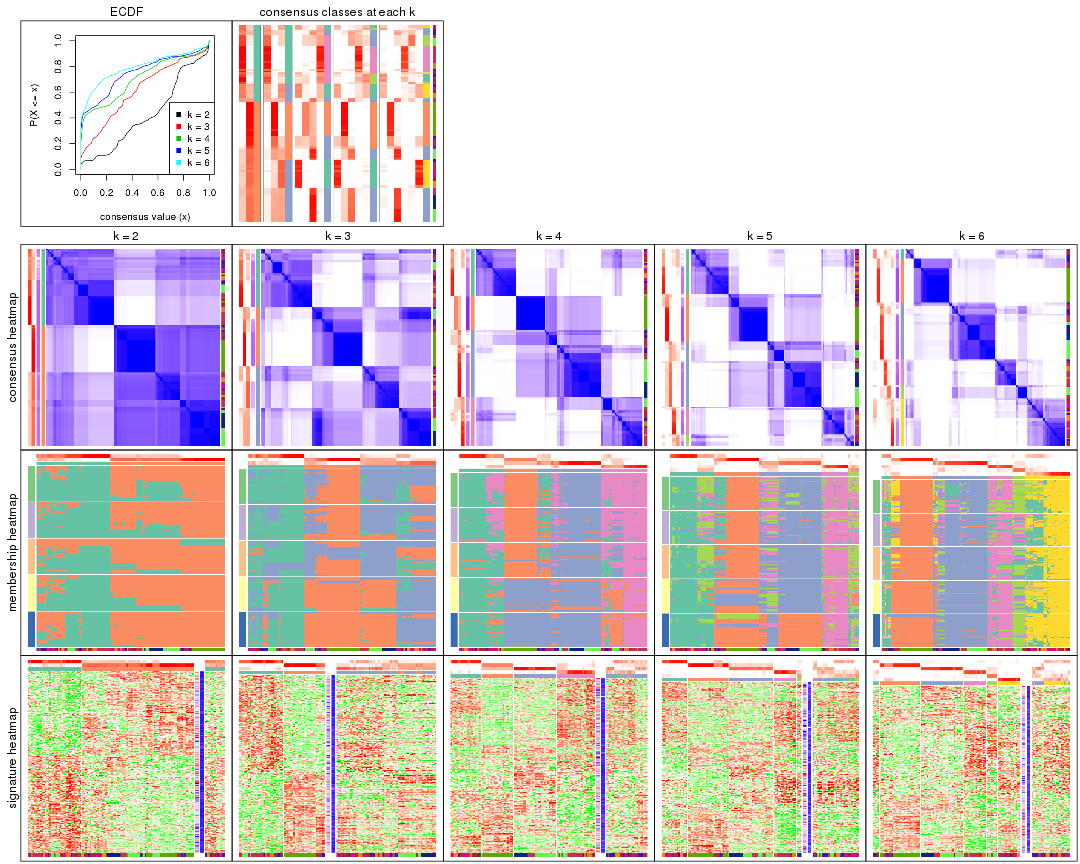 ECDF
consensus classes at each k
P(X <= x)
0.0 0.2 0.4 0.6 0.8 1.0
k = 2
k = 3
k = 4
k = 5
k = 6
0.0 0.2 0.4 0.6 0.8 1.0
consensus value (x)
k = 2 k = 3 k = 4 k = 5 k = 6
consensus heatmap
membership heatmap
signature heatmap